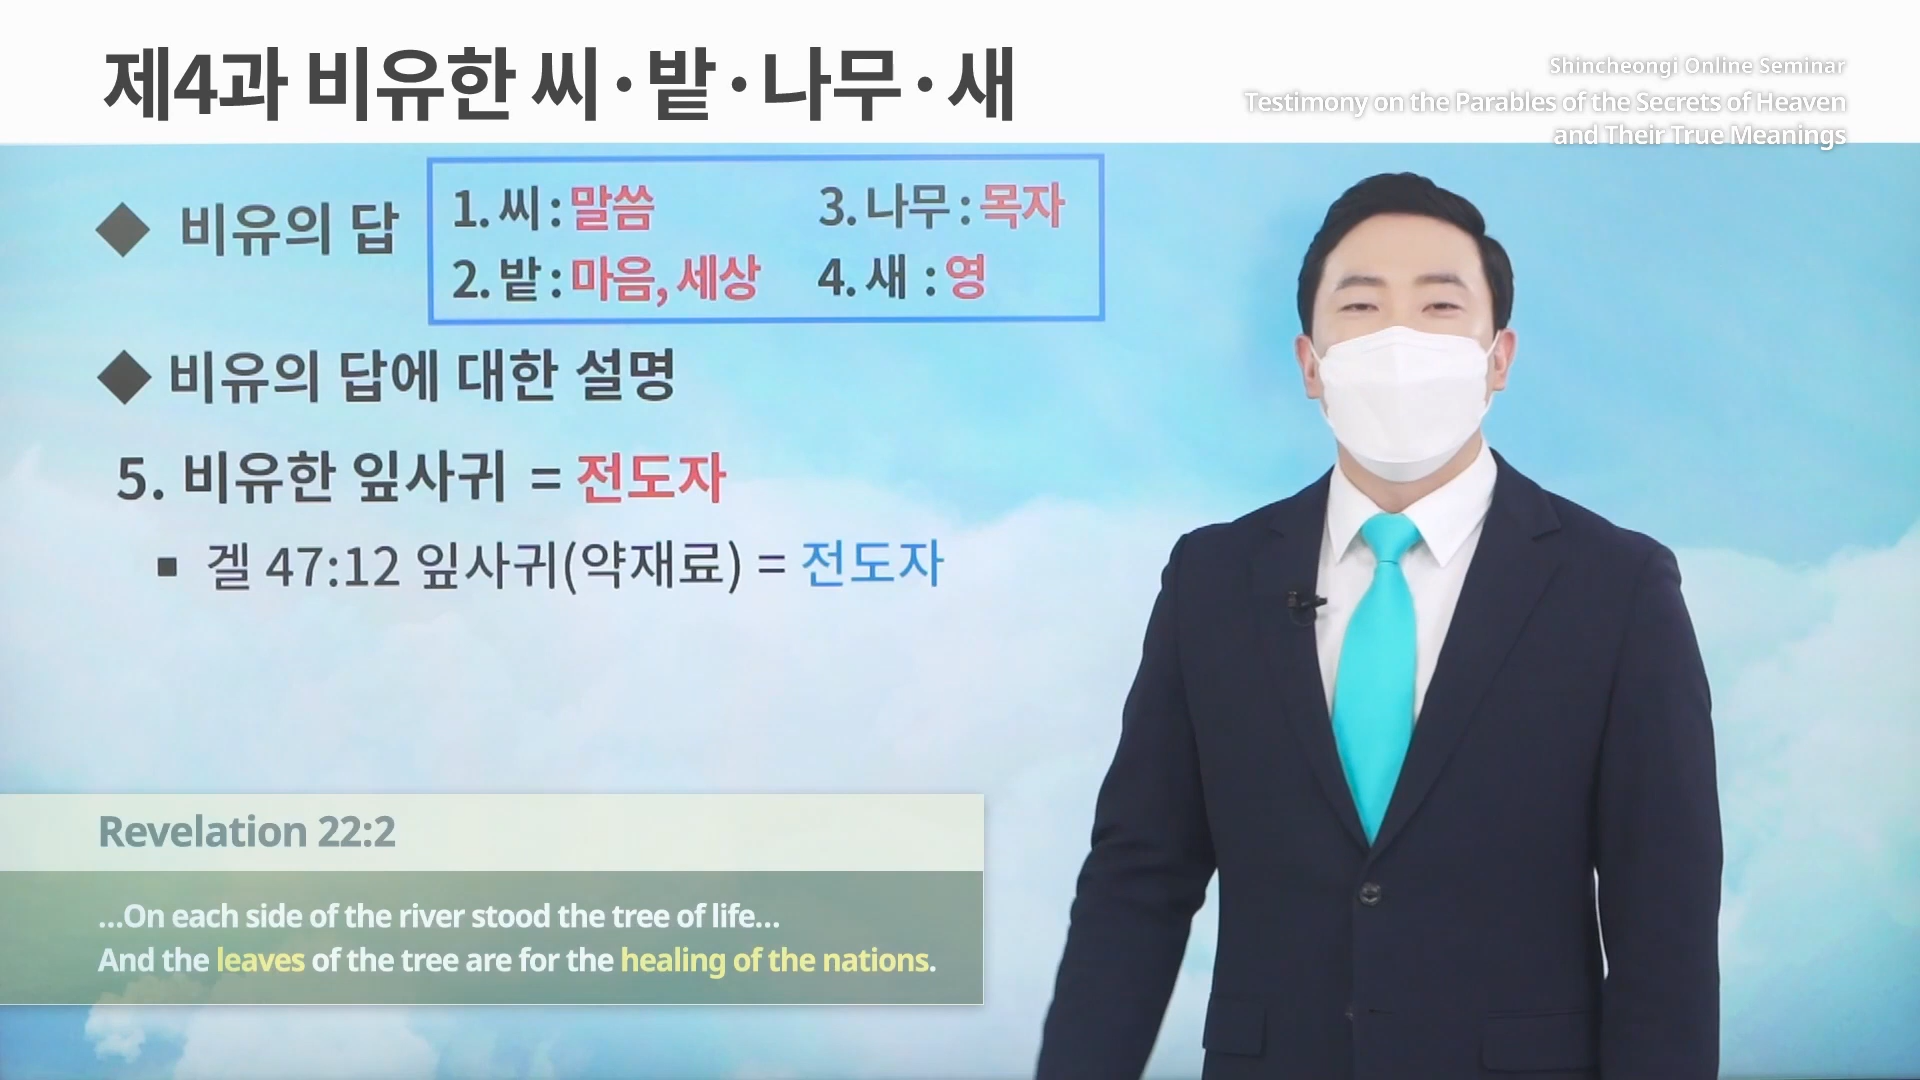 제4과 비유한 씨·밭·나무·새
Shincheongi Online Seminar
Testimony on the Parables of the Secrets of Heaven
and Their True Meanings
◆ 비유의 답
1. 씨 : 말씀
2. 밭 : 마음, 세상
3. 나무 : 목자
4. 새 : 영
◆ 비유의 답에 대한 설명
5. 비유한 잎사귀 = 전도자
▪ 겔 47:12 잎사귀(약재료) = 전도자
Revelation 22:2
...On each side of the river stood the tree of life...
And the leaves of the tree are for the healing of the nations.